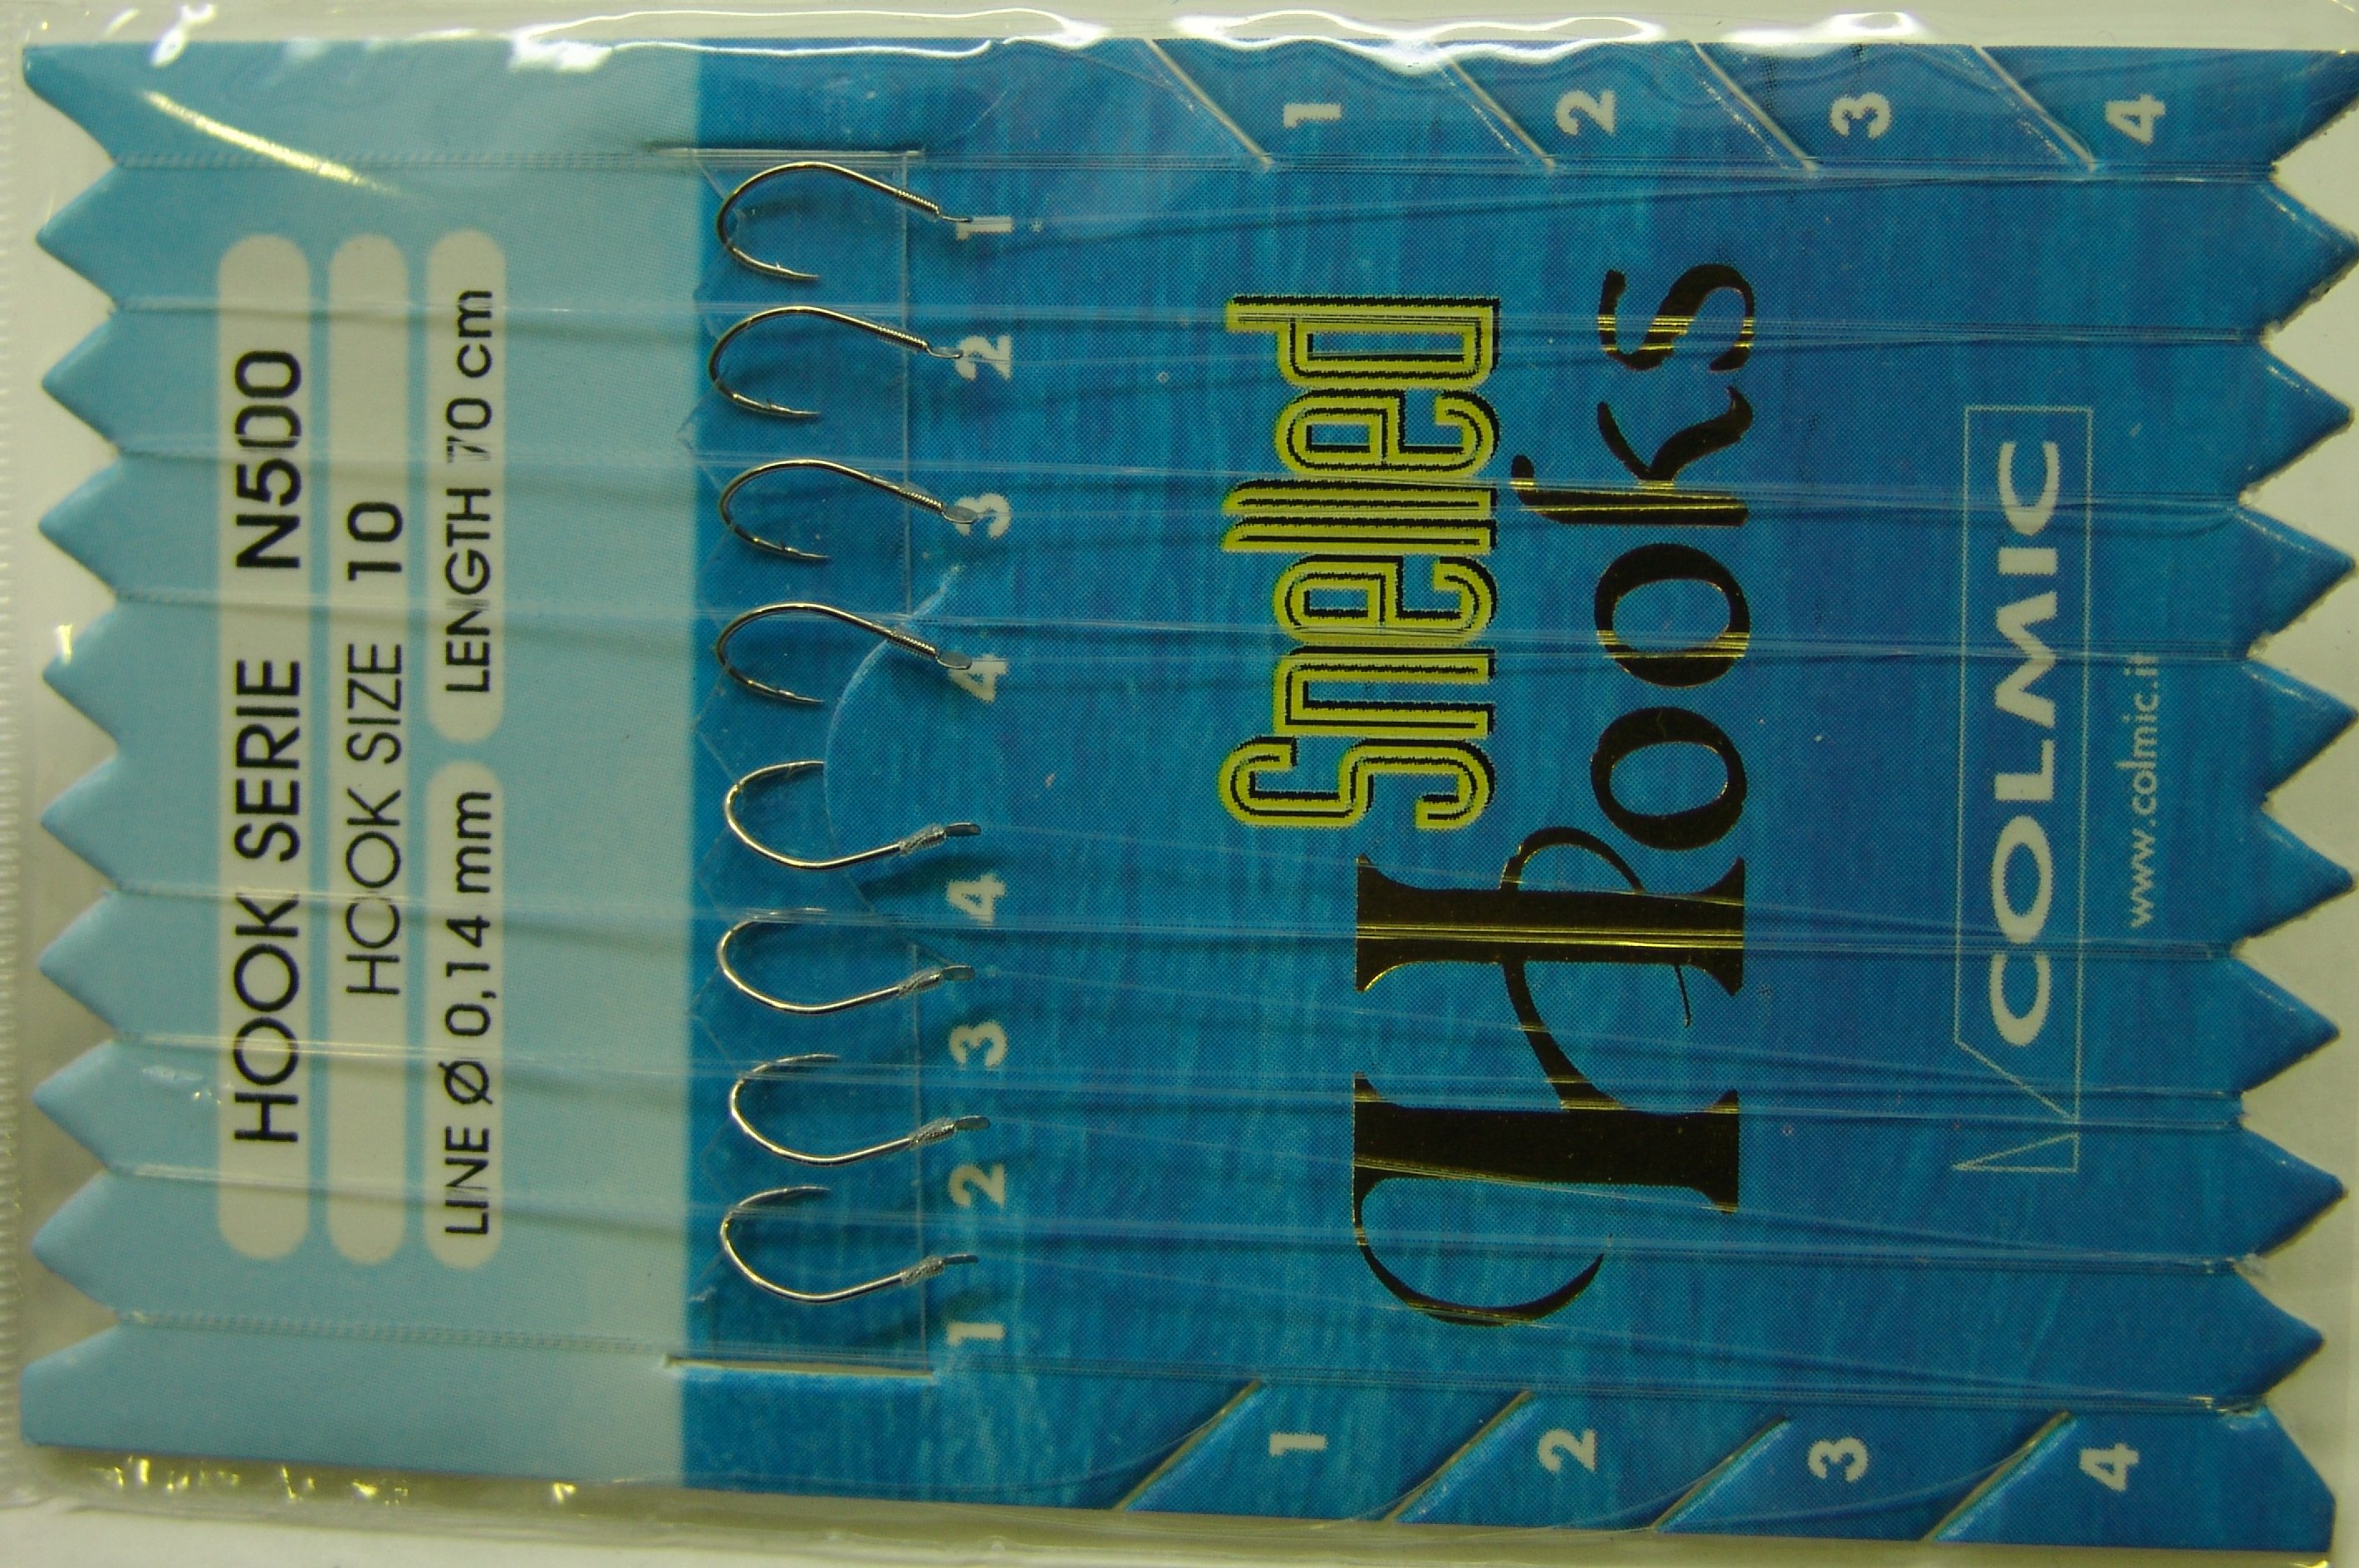 HOOK SERIE N500
HOOK SIZE 10
LINE Ø 0,14 mm LENGTH 70 cm
1 2 3 4 4 3 2 1
1 1
Snelled
Hooks
2 2
3 3
COLMIC
www.colmic.it
4 4